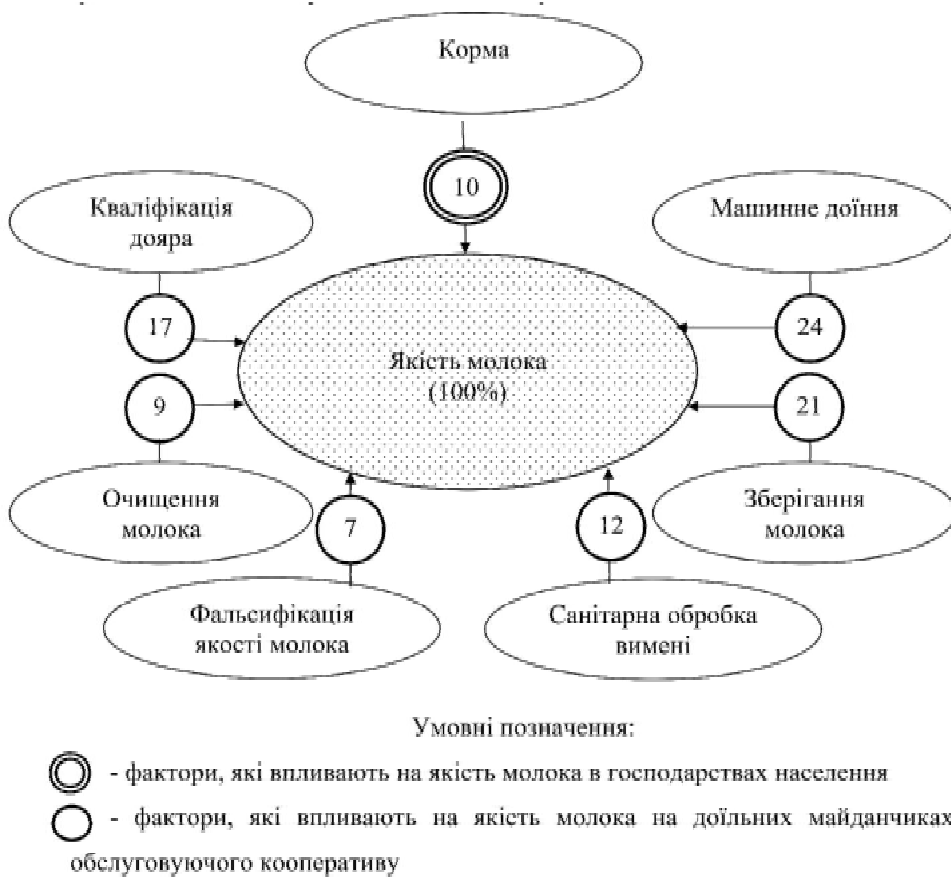 Корма
10
Кваліфікація
дояра
Машинне доїння
17
24
Якість молока
(100%)
9
21
Очищення
молока
Зберігання
молока
7
12
Фальсифікація
якості молока
Санітарна обробка
вимені
Умовні позначення:
- фактори, які впливають на якість молока в господарствах населення
- фактори, які впливають на якість молока на доїльних майданчиках
обслуговуючого кооперативу